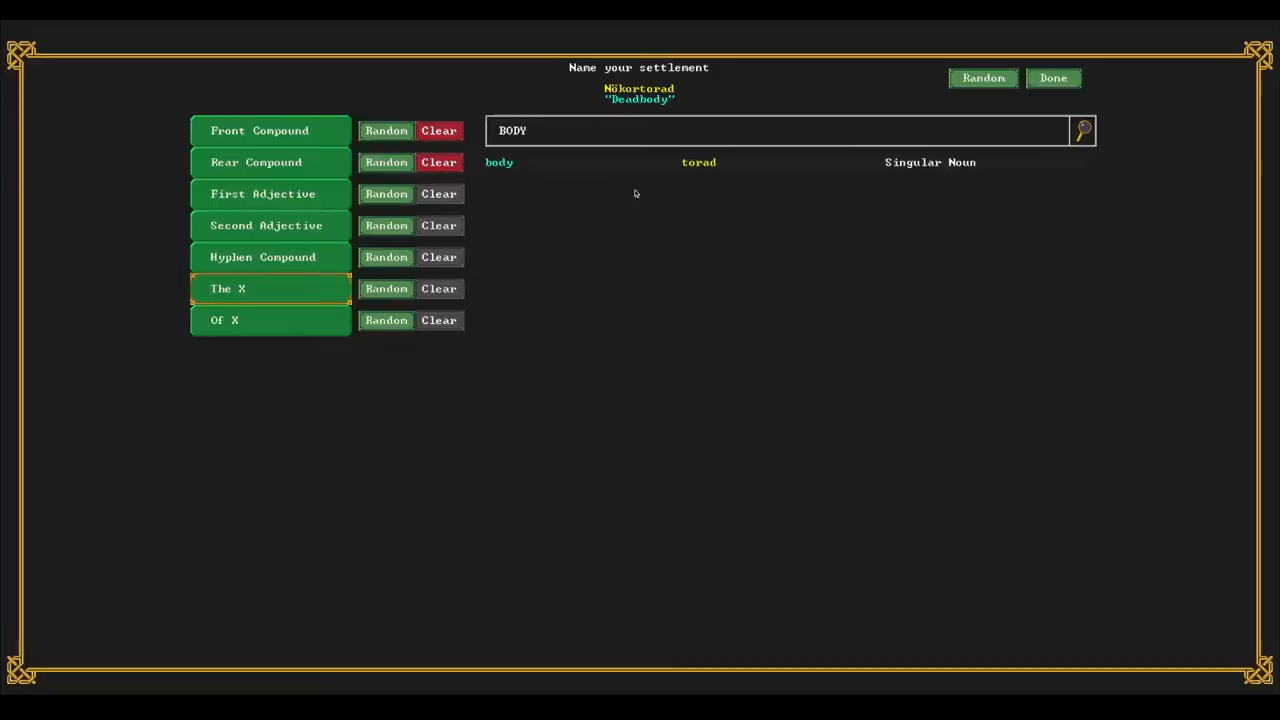 Name your settlement
Nökortorad
"Deadbody"
Random Done
Front Compound Random Clear BODY
Rear Compound Random Clear body torad Singular Noun
First Adjective Random Clear
Second Adjective Random Clear
Hyphen Compound Random Clear
The X Random Clear
Of X Random Clear